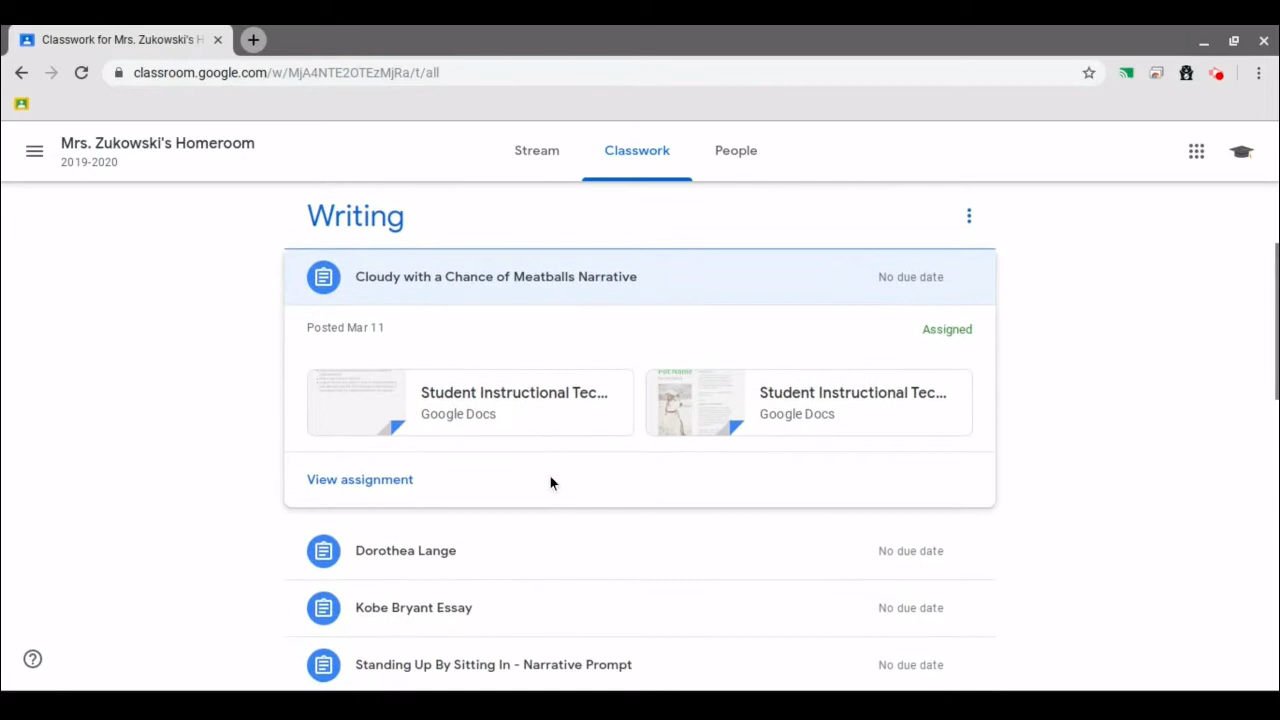 Classwork for Mrs. Zukowski's H
classroom.google.com/w/MjA4NTE2OTEzMjRa/t/all
Mrs. Zukowski's Homeroom
2019-2020
Stream
Classwork
People
Writing
Cloudy with a Chance of Meatballs Narrative
No due date
Posted Mar 11
Assigned
Student Instructional Tec...
Google Docs
Student Instructional Tec...
Google Docs
View assignment
Dorothea Lange
No due date
Kobe Bryant Essay
No due date
Standing Up By Sitting In - Narrative Prompt
No due date